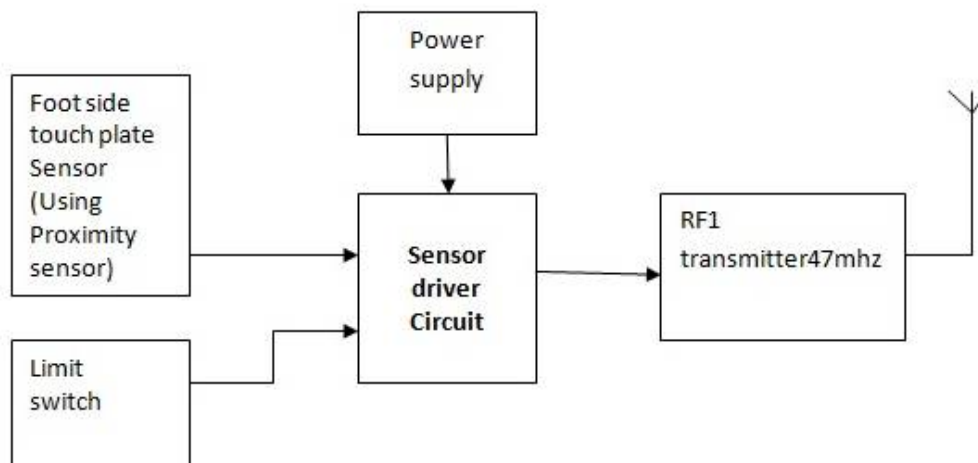 Power
supply
Foot side
touch plate
Sensor
(Using
Proximity
sensor)
Sensor
driver
Circuit
RF1
transmitter47mhz
Limit
switch